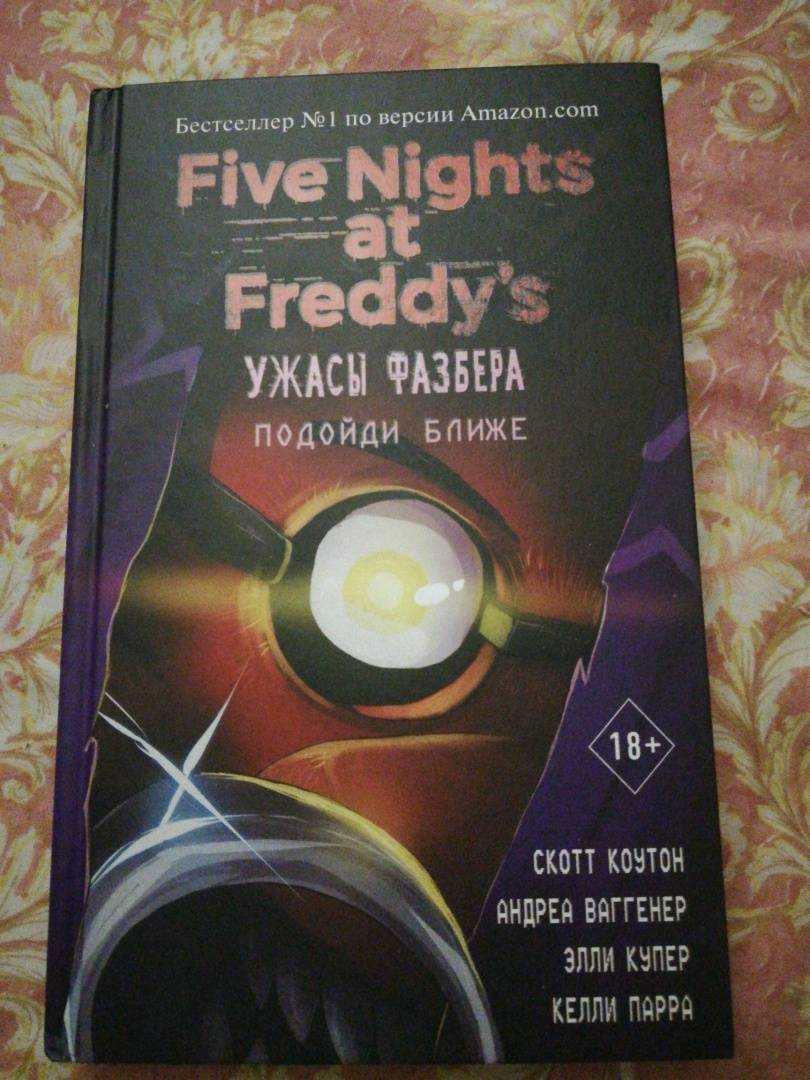 Бестселлер №1 по версии Amazon.com
Five Nights
at
Freddy's
УЖАСЫ ФАЗБЕРА
ПОДОЙДИ БЛИЖЕ
18+
СКОТТ КОУТОН
АНДРЕА ВАГГЕНЕР
ЭЛЛИ КУПЕР
КЕЛЛИ ПАРРА